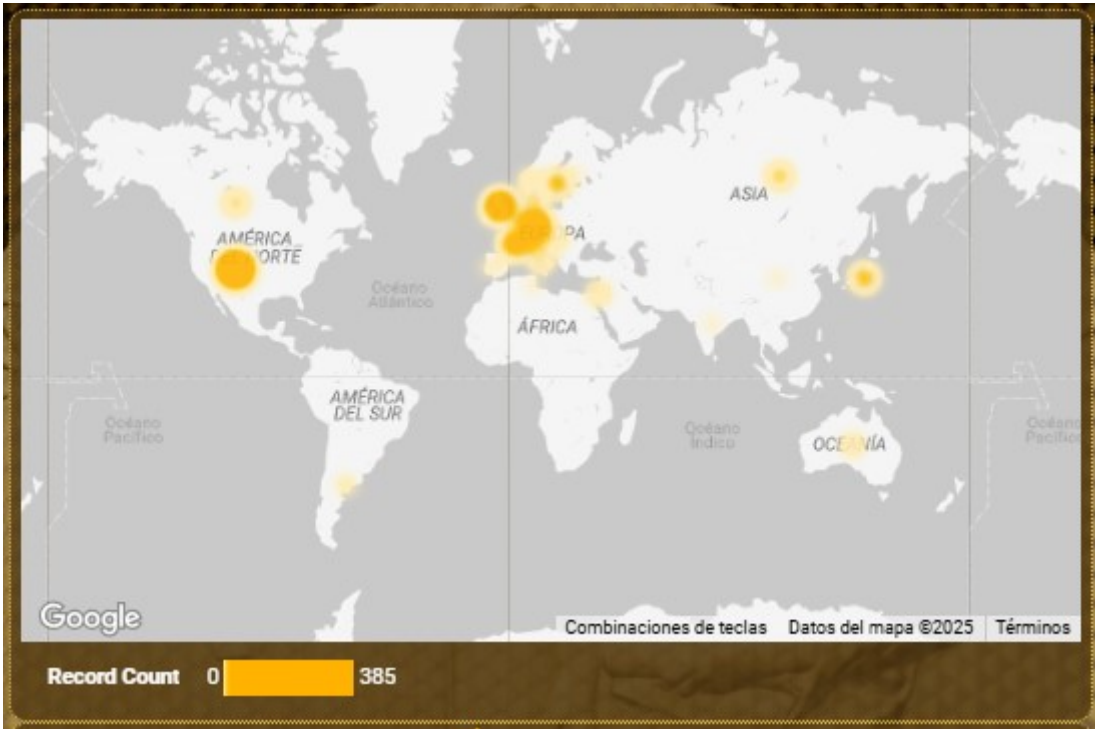 ASIA
AMÉRICA
DEL NORTE
EUROPA
Océano
Atlántico
ÁFRICA
AMÉRICA
DEL SUR
Océano
Pacífico
Océano
Índico
OCEANÍA
Océano
Pacífico
Google
Combinaciones de teclas Datos del mapa ©2025 Términos
Record Count 0 385